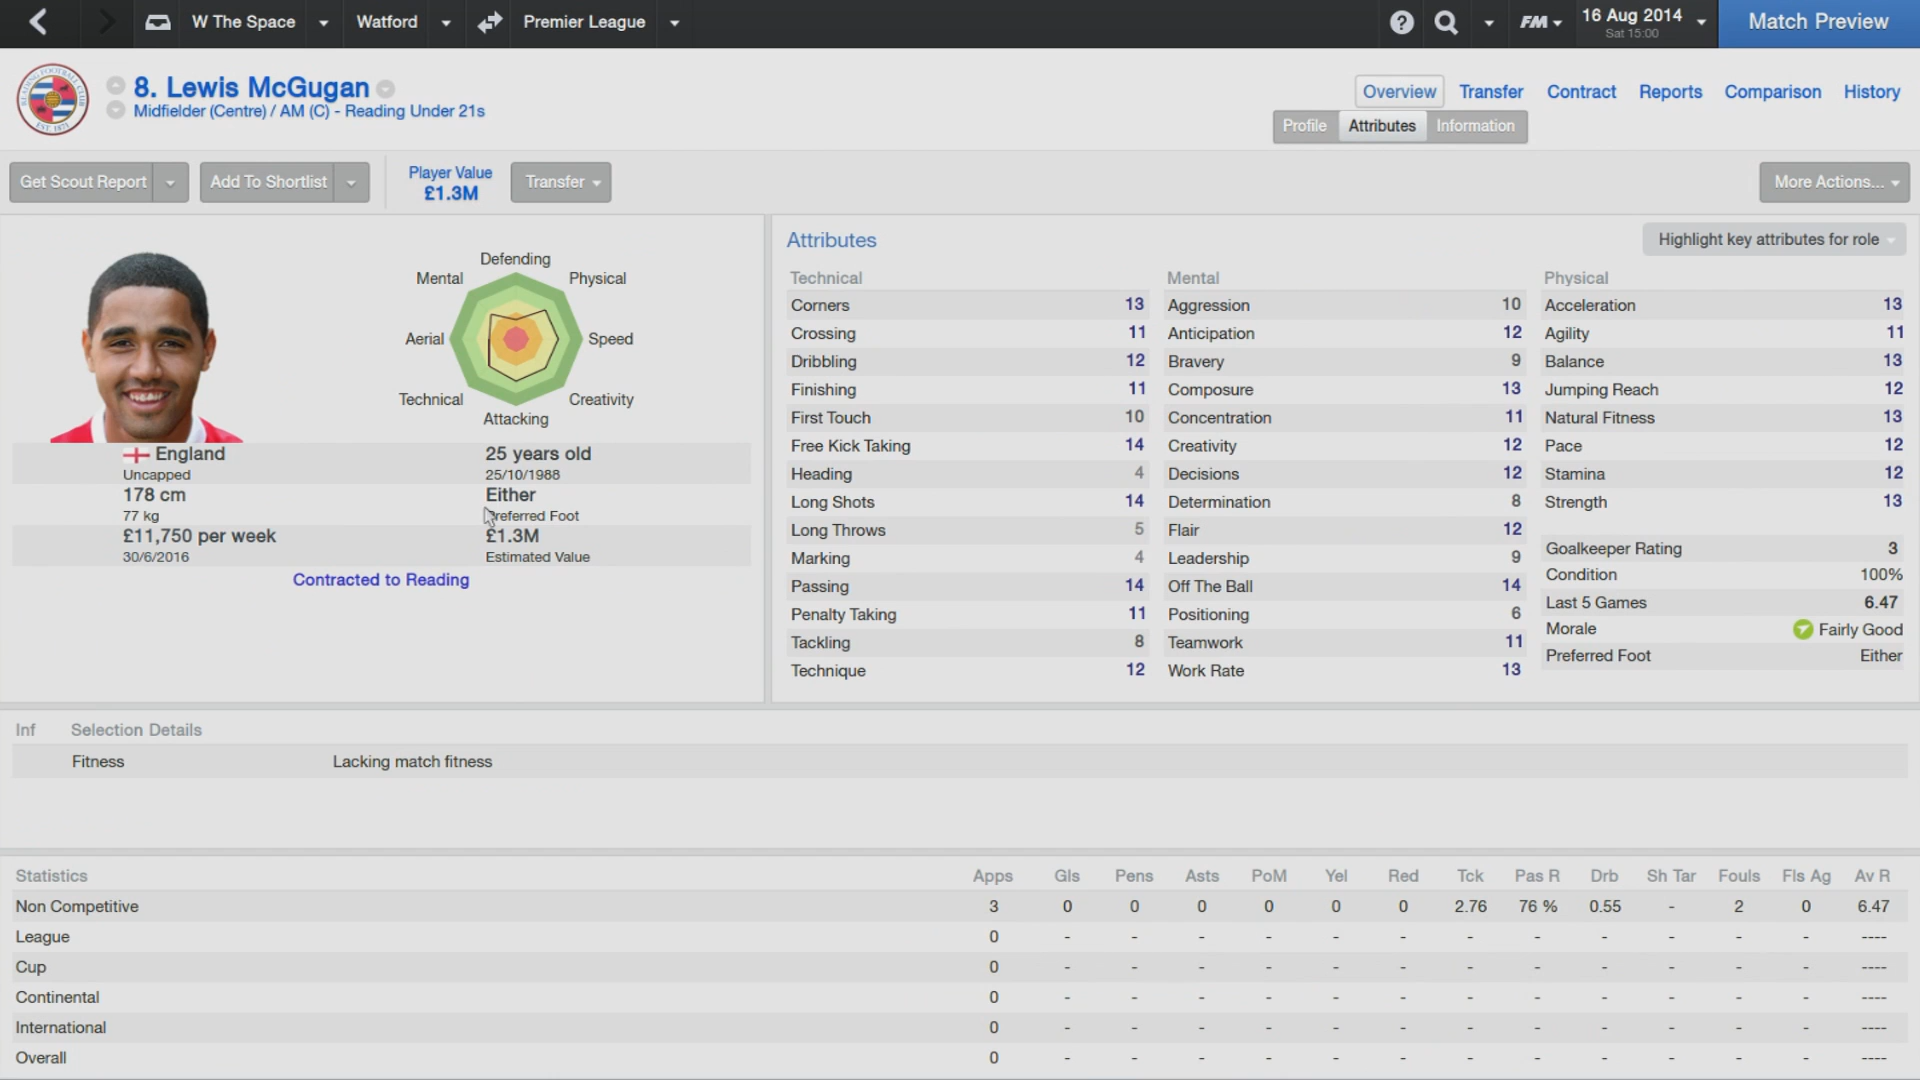 W The Space
Watford
Premier League
FM
16 Aug 2014
Sat 15:00
Match Preview
8. Lewis McGugan
Midfielder (Centre) / AM (C) - Reading Under 21s
Overview Transfer Contract Reports Comparison History
Profile Attributes Information
Get Scout Report
Add To Shortlist
Player Value
£1.3M
Transfer
More Actions...
Defending
Mental
Physical
Aerial
Speed
Technical
Creativity
Attacking
England
Uncapped
25 years old
25/10/1988
178 cm
77 kg
Either
Preferred Foot
£11,750 per week
30/6/2016
£1.3M
Estimated Value
Contracted to Reading
Attributes
Highlight key attributes for role
Technical
Corners 13
Crossing 11
Dribbling 12
Finishing 11
First Touch 10
Free Kick Taking 14
Heading 4
Long Shots 14
Long Throws 5
Marking 4
Passing 14
Penalty Taking 11
Tackling 8
Technique 12
Mental
Aggression 10
Anticipation 12
Bravery 9
Composure 13
Concentration 11
Creativity 12
Decisions 12
Determination 8
Flair 12
Leadership 9
Off The Ball 14
Positioning 6
Teamwork 11
Work Rate 13
Physical
Acceleration 13
Agility 11
Balance 13
Jumping Reach 12
Natural Fitness 13
Pace 12
Stamina 12
Strength 13
Goalkeeper Rating 3
Condition 100%
Last 5 Games 6.47
Morale Fairly Good
Preferred Foot Either
Inf Selection Details
Fitness Lacking match fitness
Statistics Apps Gls Pens Asts PoM Yel Red Tck Pas R Drb Sh Tar Fouls Fls Ag Av R
Non Competitive 3 0 0 0 0 0 0 2.76 76 % 0.55 - 2 0 6.47
League 0 - - - - - - - - - - - - ----
Cup 0 - - - - - - - - - - - - ----
Continental 0 - - - - - - - - - - - - ----
International 0 - - - - - - - - - - - - ----
Overall 0 - - - - - - - - - - - - ----